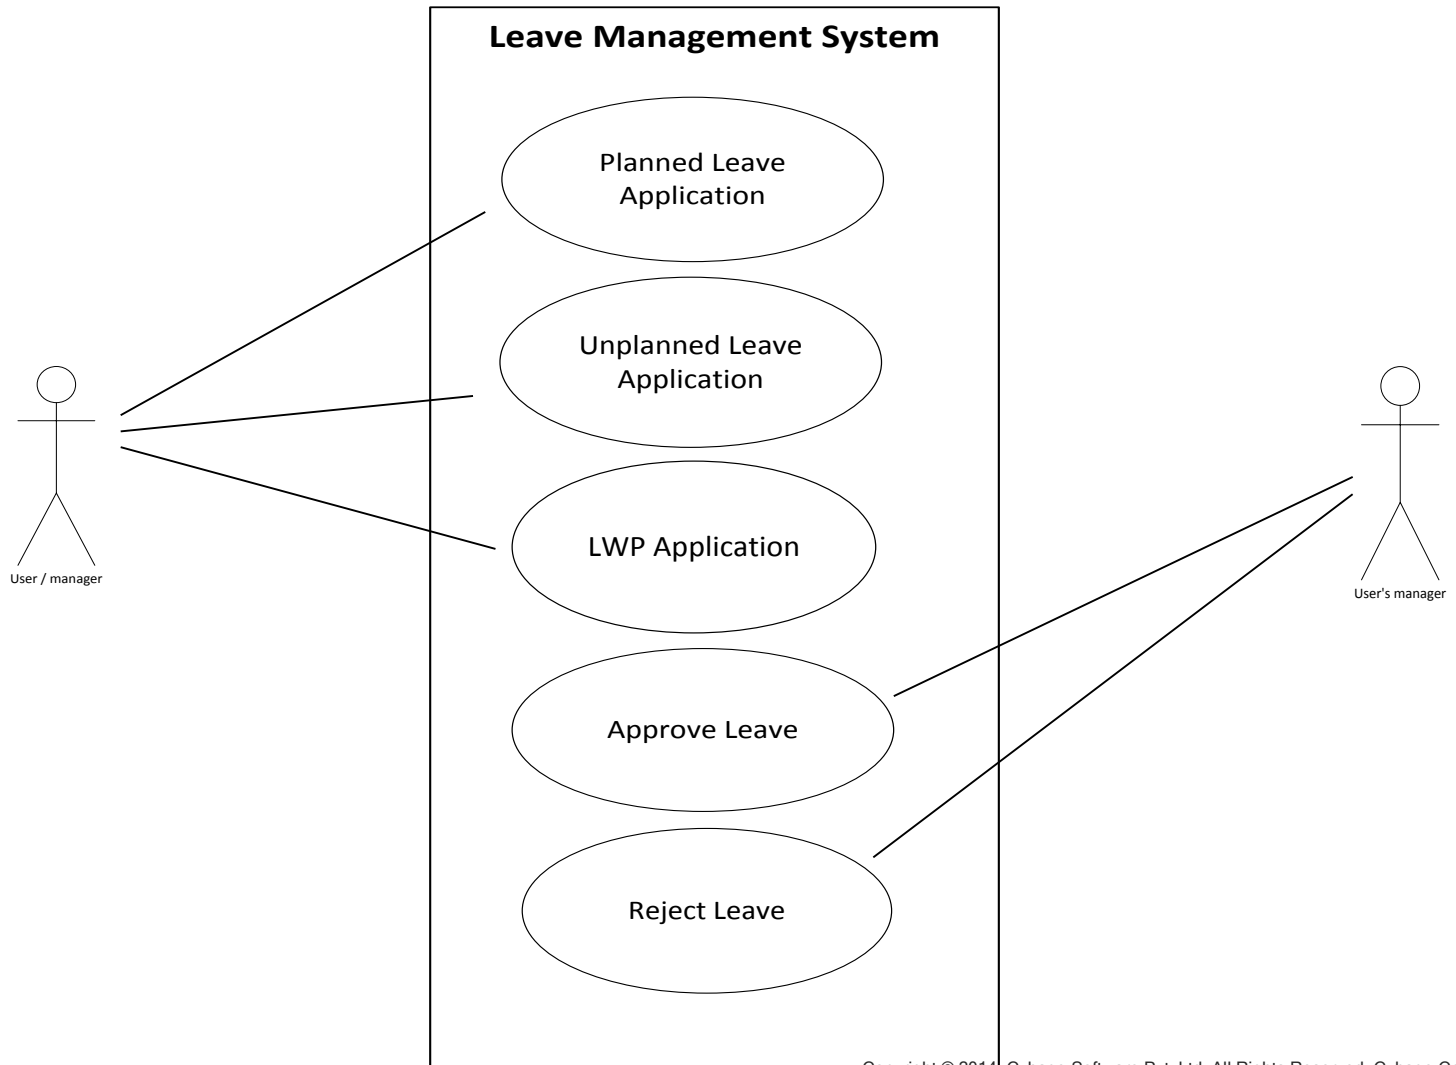 Leave Management System
Planned Leave
Application
Unplanned Leave
Application
User / manager
LWP Application
User's manager
Approve Leave
Reject Leave